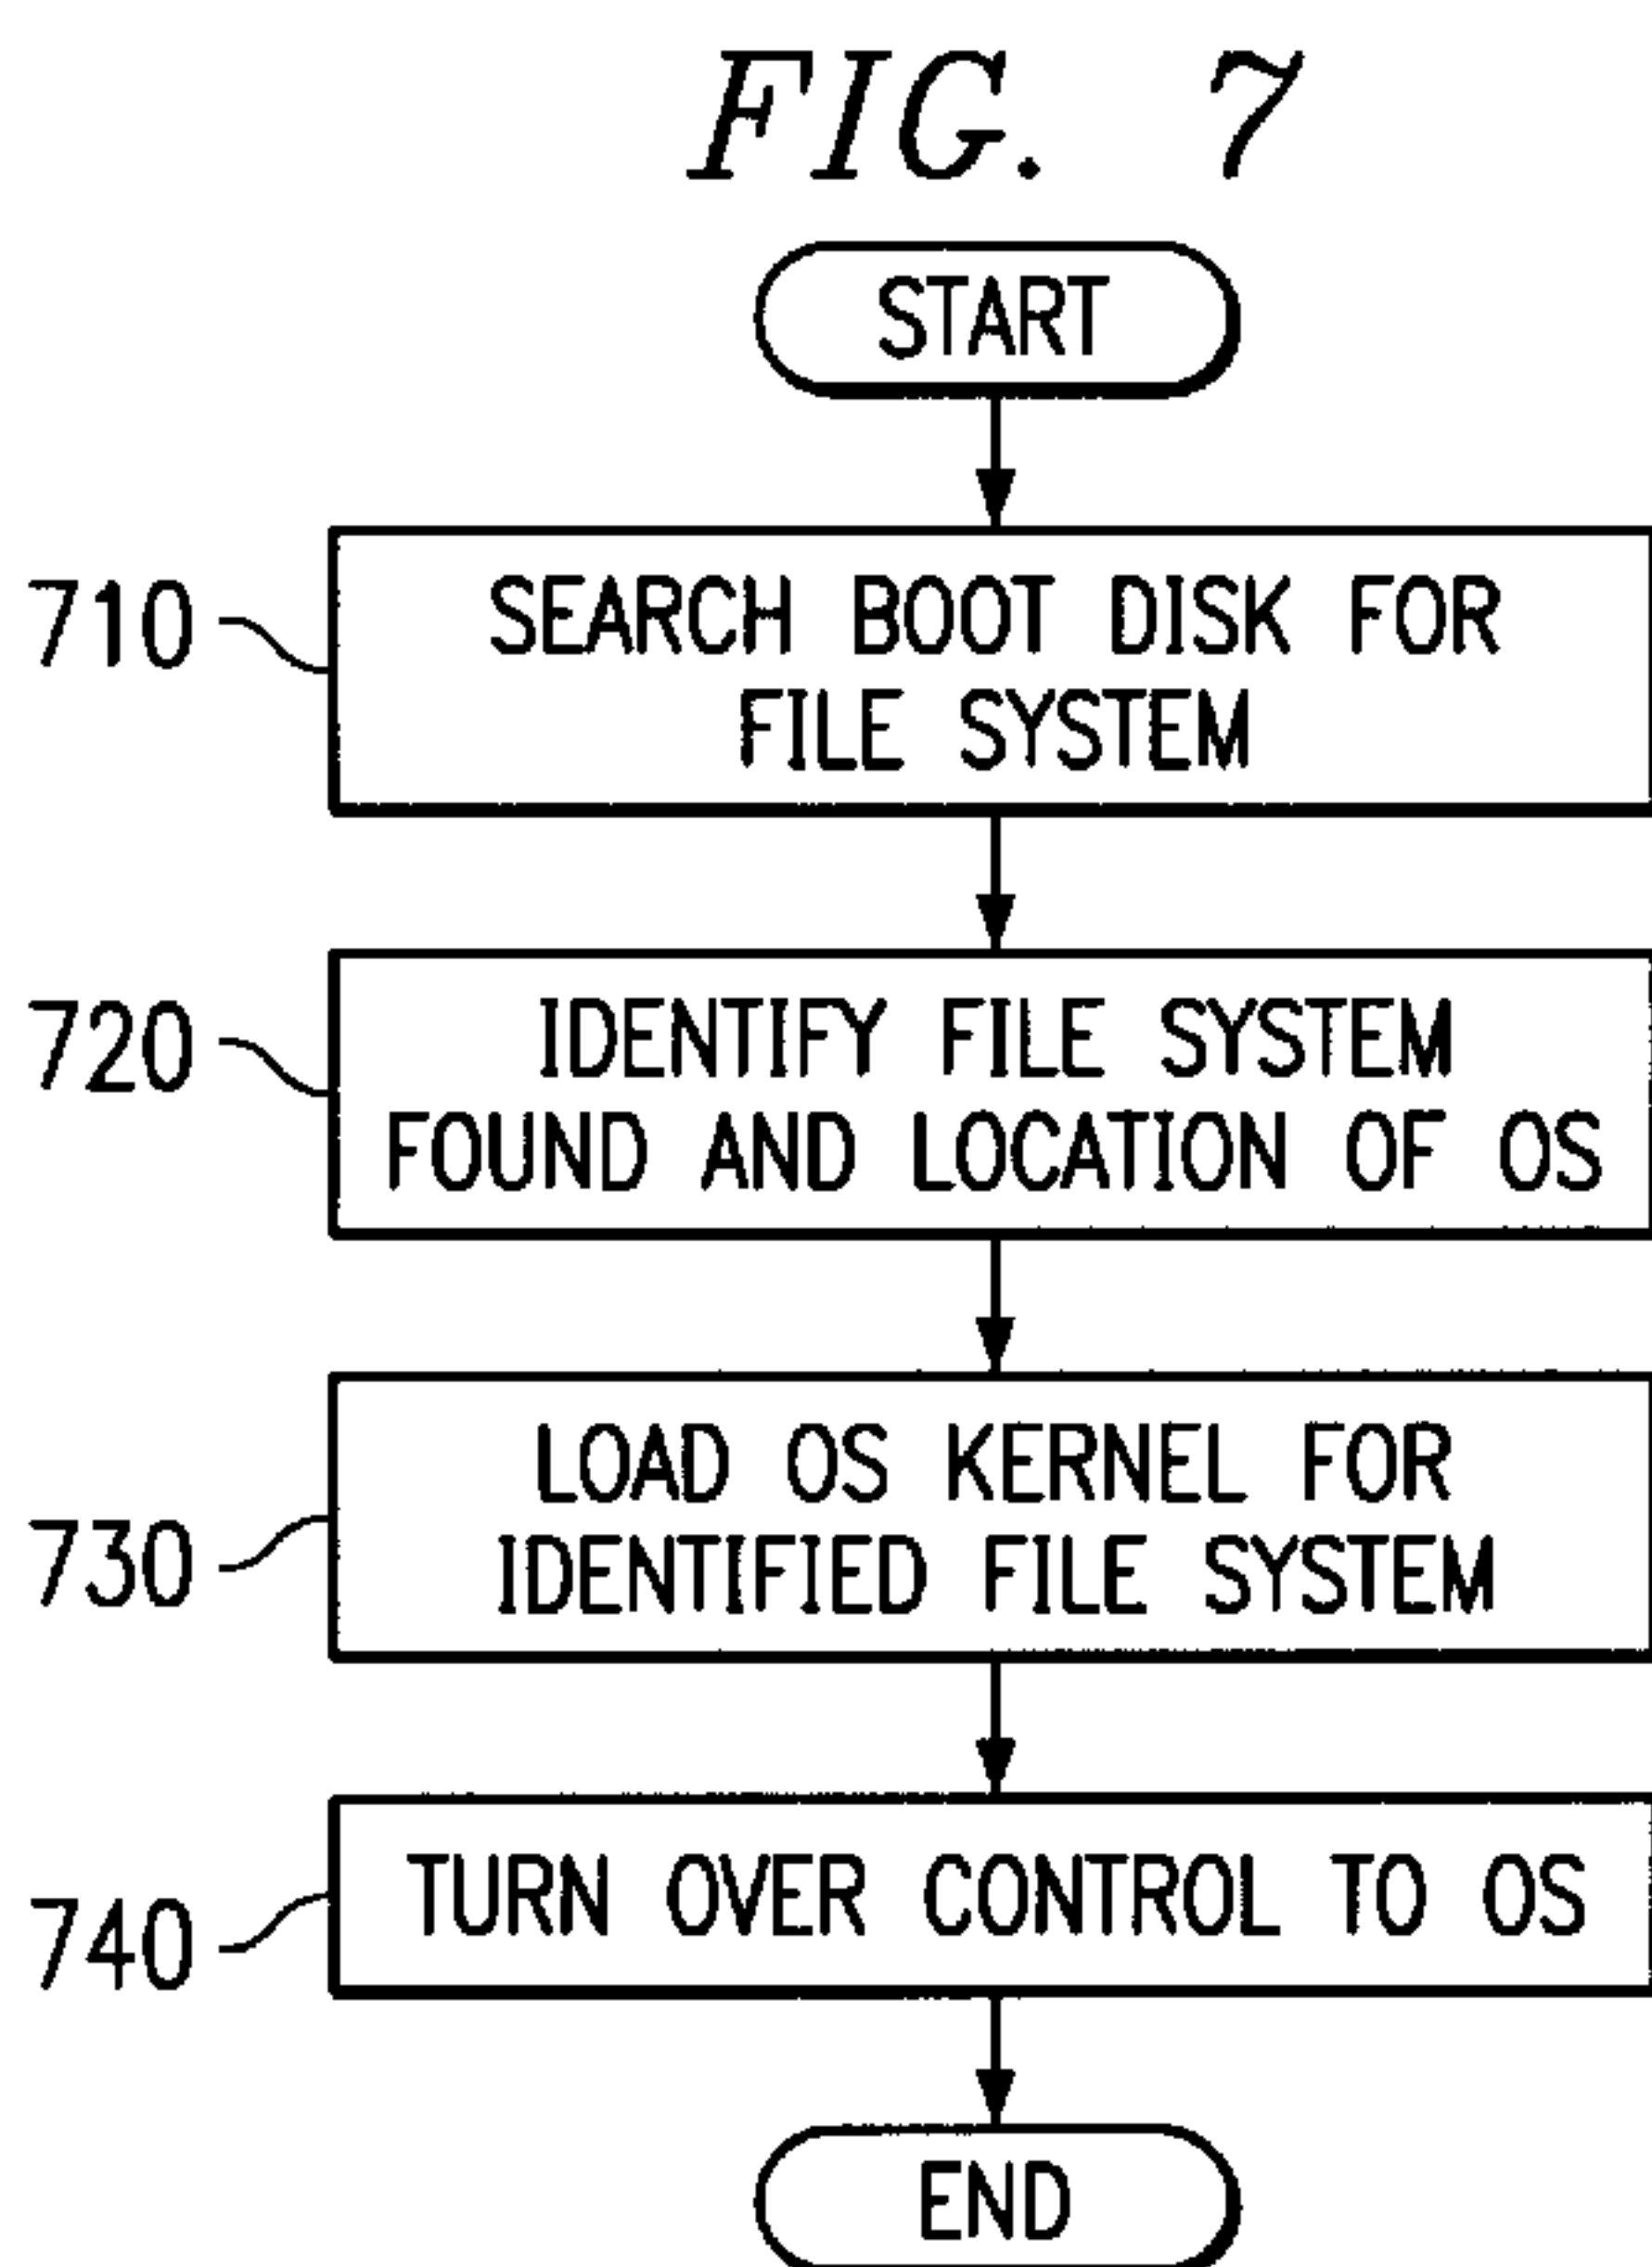 FIG. 7
START
710
SEARCH BOOT DISK FOR
FILE SYSTEM
720
IDENTIFY FILE SYSTEM
FOUND AND LOCATION OF OS
730
LOAD OS KERNEL FOR
IDENTIFIED FILE SYSTEM
740
TURN OVER CONTROL TO OS
END